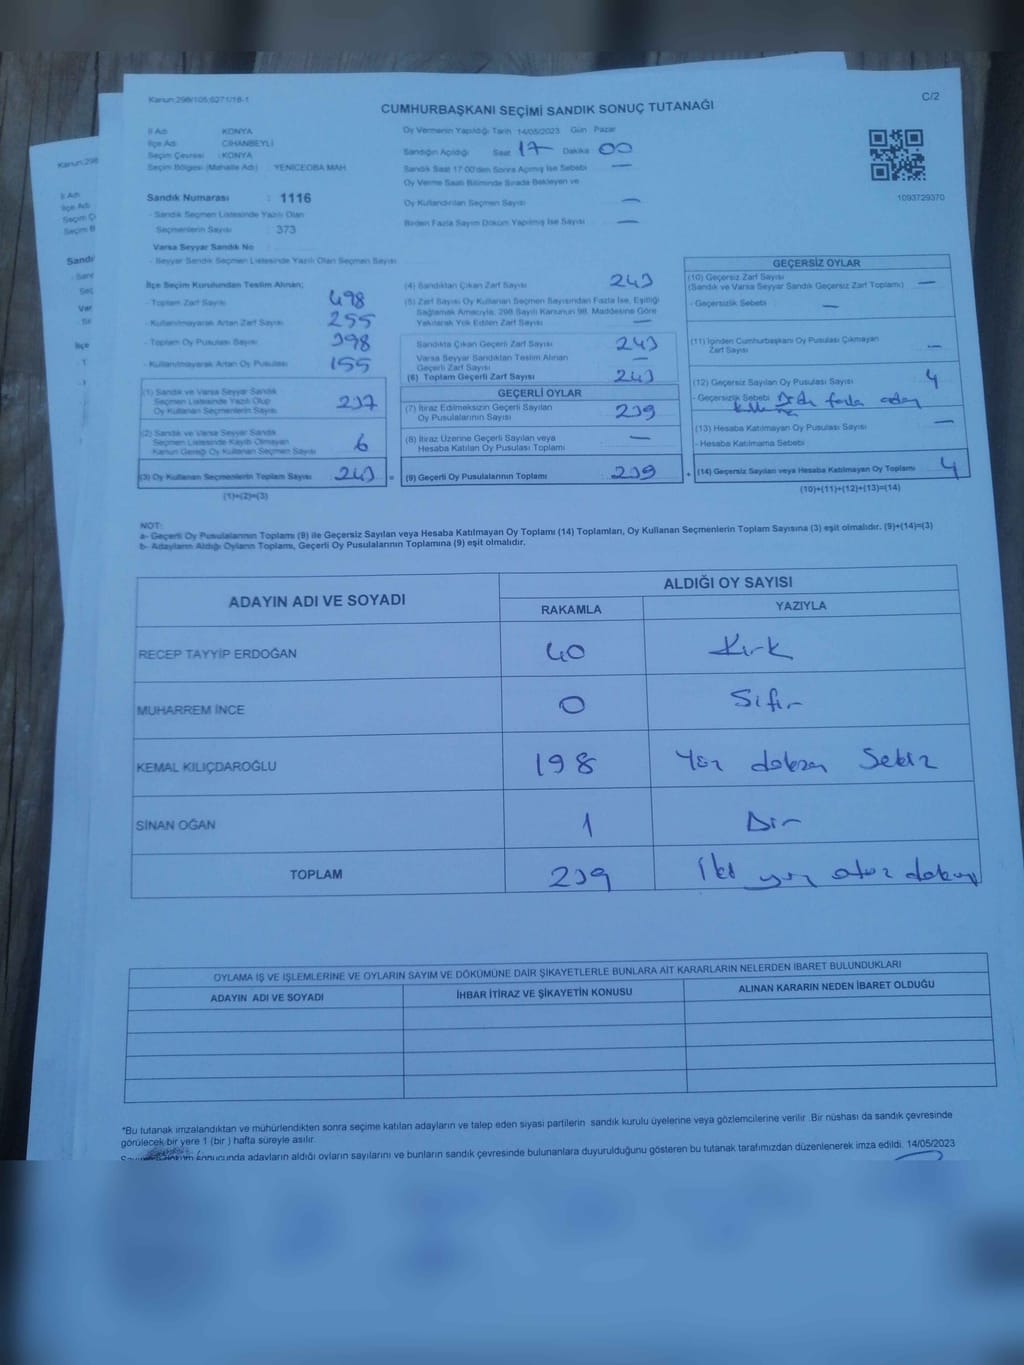 Kanun:298/105;6271/18-1
CUMHURBAŞKANI SEÇİMİ SANDIK SONUÇ TUTANAĞI
C/2
İl Adı KONYA
İlçe Adı CİHANBEYLİ
Seçim Çevresi : KONYA
Seçim Bölgesi (Mahalle Adı) : YENİCEOBA MAH.
Sandık Numarası : 1116
- Sandık Seçmen Listesinde Yazılı Olan
Seçmenlerin Sayısı : 373
Varsa Seyyar Sandık No
- Seyyar Sandık Seçmen Listesinde Yazılı Olan Seçmen Sayısı
Oy Vermenin Yapıldığı Tarih 14/05/2023 Gün Pazar
Sandığın Açıldığı Saat 17 Dakika 00
Sandık Saat 17:00'den Sonra Açılmış İse Sebebi —
Oy Verme Saati Bitiminde Sırada Bekleyen ve
Oy Kullandırılan Seçmen Sayısı —
Birden Fazla Sayım Döküm Yapılmış İse Sayısı —
1093729370
İlçe Seçim Kurulundan Teslim Alınan;
- Toplam Zarf Sayısı 498
- Kullanılmayarak Artan Zarf Sayısı 255
- Toplam Oy Pusulası Sayısı 398
- Kullanılmayarak Artan Oy Pusulası 155
(1) Sandık ve Varsa Seyyar Sandık
Seçmen Listesinde Yazılı Olup
Oy Kullanan Seçmenlerin Sayısı 237
(2) Sandık ve Varsa Seyyar Sandık
Seçmen Listesinde Kayıtlı Olmayan
Kanun Gereği Oy Kullanan Seçmen Sayısı 6
(3) Oy Kullanan Seçmenlerin Toplam Sayısı 243 =
(1)+(2)=(3)
(4) Sandıktan Çıkan Zarf Sayısı 243
(5) Zarf Sayısı Oy Kullanan Seçmen Sayısından Fazla İse, Eşitliği
Sağlamak Amacıyla, 298 Sayılı Kanunun 98. Maddesine Göre
Yakılarak Yok Edilen Zarf Sayısı —
Sandıkta Çıkan Geçerli Zarf Sayısı 243
Varsa Seyyar Sandıktan Teslim Alınan
Geçerli Zarf Sayısı —
(6) Toplam Geçerli Zarf Sayısı 243
GEÇERLİ OYLAR
(7) İtiraz Edilmeksizin Geçerli Sayılan
Oy Pusulalarının Sayısı 239
(8) İtiraz Üzerine Geçerli Sayılan veya
Hesaba Katılan Oy Pusulası Toplamı —
(9) Geçerli Oy Pusulalarının Toplamı 239 +
GEÇERSİZ OYLAR
(10) Geçersiz Zarf Sayısı —
(Sandık ve Varsa Seyyar Sandık Geçersiz Zarf Toplamı)
- Geçersizlik Sebebi —
(11) İçinden Cumhurbaşkanı Oy Pusulası Çıkmayan
Zarf Sayısı —
(12) Geçersiz Sayılan Oy Pusulası Sayısı 4
- Geçersizlik Sebebi fazla
(13) Hesaba Katılmayan Oy Pusulası Sayısı —
- Hesaba Katılmama Sebebi
(14) Geçersiz Sayılan veya Hesaba Katılmayan Oy Toplamı 4
(10)+(11)+(12)+(13)=(14)
NOT:
a- Geçerli Oy Pusulalarının Toplamı (9) ile Geçersiz Sayılan veya Hesaba Katılmayan Oy Toplamı (14) Toplamları, Oy Kullanan Seçmenlerin Toplam Sayısına (3) eşit olmalıdır. (9)+(14)=(3)
b- Adayların Aldığı Oyların Toplamı, Geçerli Oy Pusulalarının Toplamına (9) eşit olmalıdır.
ADAYIN ADI VE SOYADI
ALDIĞI OY SAYISI
RAKAMLA YAZIYLA
RECEP TAYYİP ERDOĞAN 40 Kırk
MUHARREM İNCE 0 Sıfır
KEMAL KILIÇDAROĞLU 198 Yüz doksan Sekiz
SİNAN OĞAN 1 Bir
TOPLAM 239 İki yüz otuz dokuz
OYLAMA İŞ VE İŞLEMLERİNE VE OYLARIN SAYIM VE DÖKÜMÜNE DAİR ŞİKAYETLERLE BUNLARA AİT KARARLARIN NELERDEN İBARET BULUNDUKLARI
ADAYIN ADI VE SOYADI İHBAR İTİRAZ VE ŞİKAYETİN KONUSU ALINAN KARARIN NEDEN İBARET OLDUĞU
*Bu tutanak imzalandıktan ve mühürlendikten sonra seçime katılan adayların ve talep eden siyasi partilerin sandık kurulu üyelerine veya gözlemcilerine verilir .Bir nüshası da sandık çevresinde
görülecek bir yere 1 (bir ) hafta süreyle asılır.
sonucunda adayların aldığı oyların sayılarını ve bunların sandık çevresinde bulunanlara duyurulduğunu gösteren bu tutanak tarafımızdan düzenlenerek imza edildi. 14/05/2023